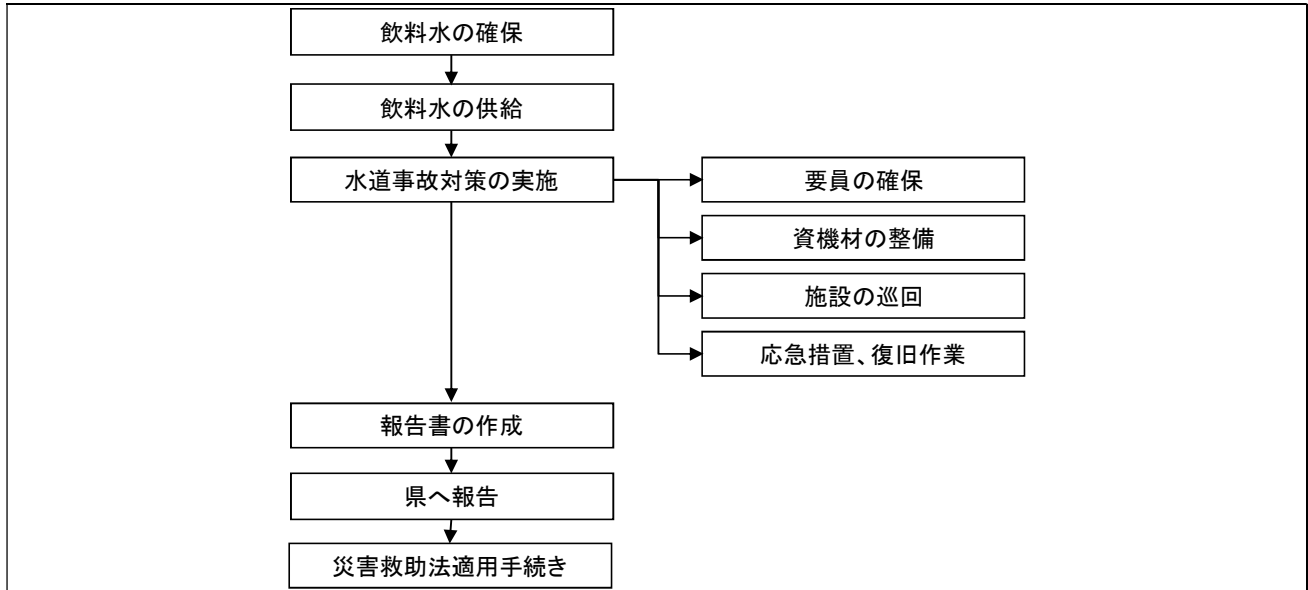 飲料水の確保
飲料水の供給
水道事故対策の実施
要員の確保
資機材の整備
施設の巡回
応急措置、復旧作業
報告書の作成
県へ報告
災害救助法適用手続き